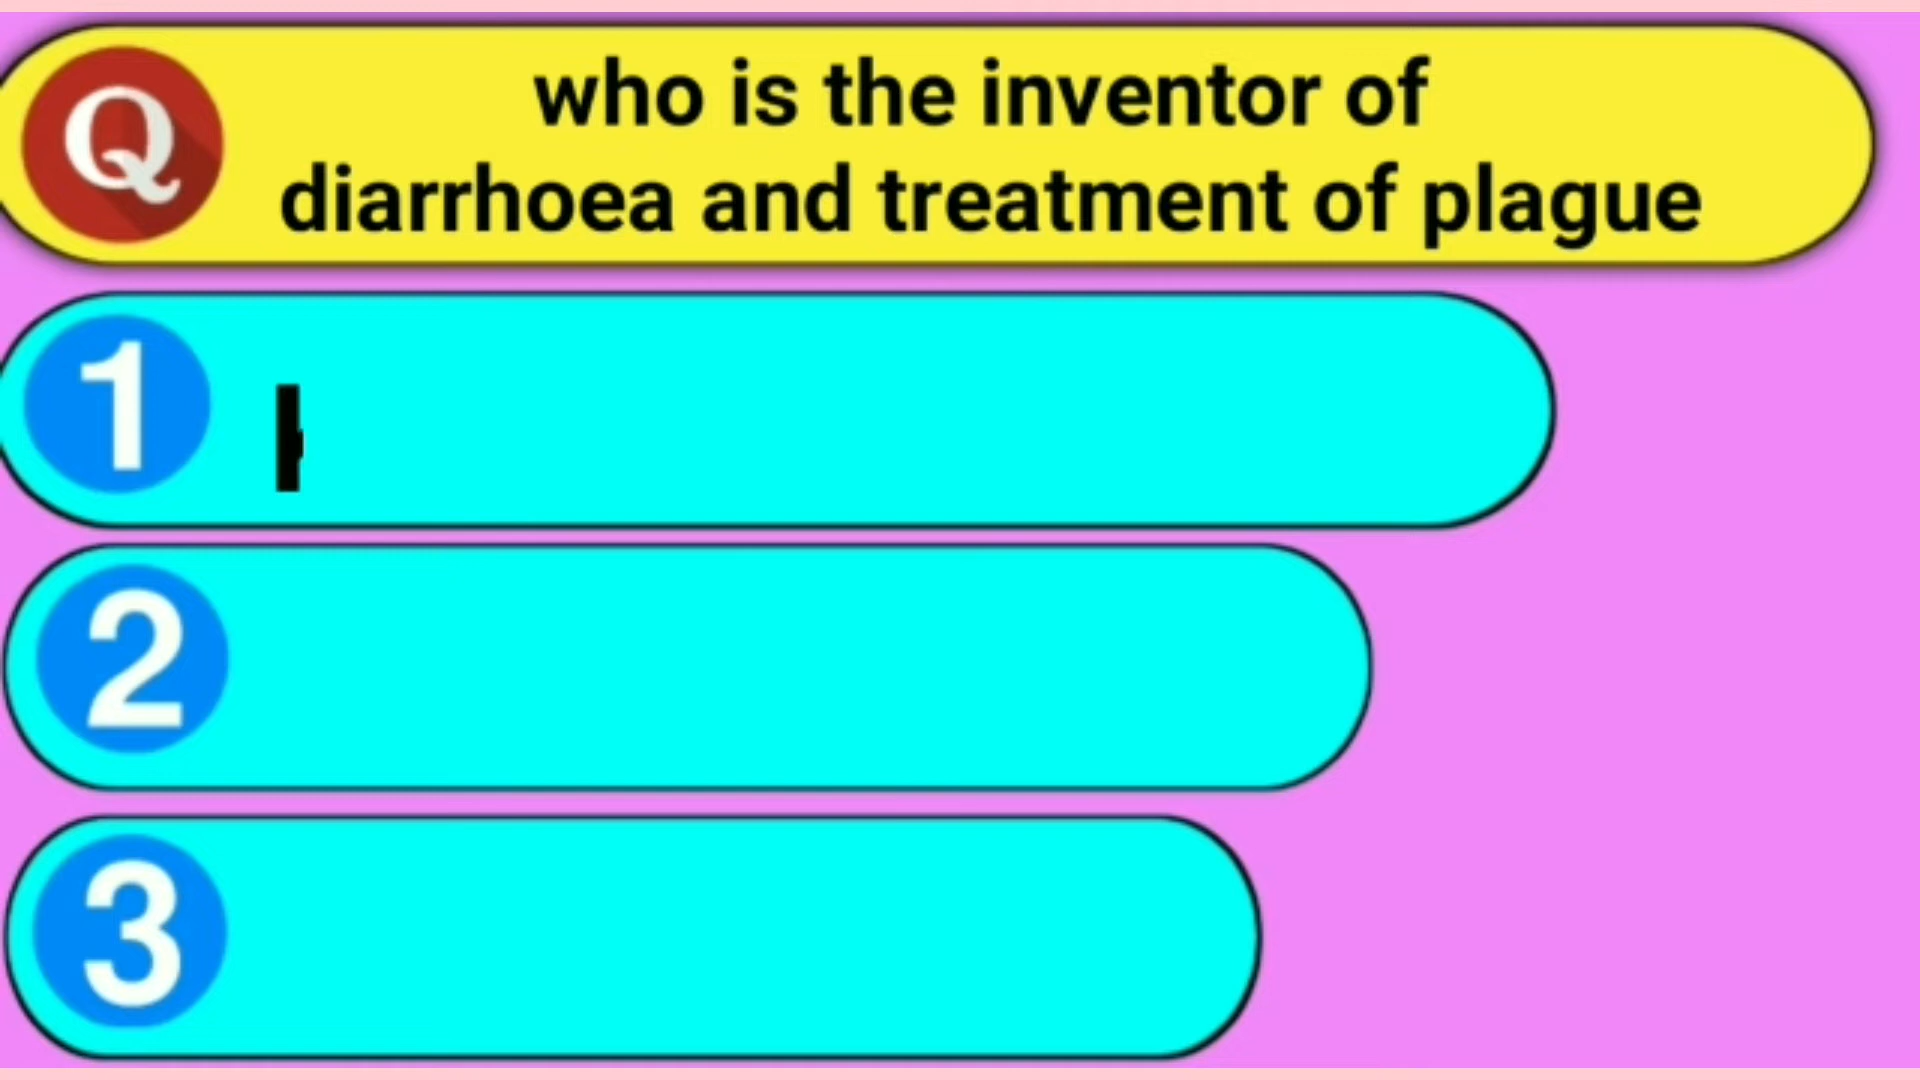 Q
who is the inventor of
diarrhoea and treatment of plague
1
2
3